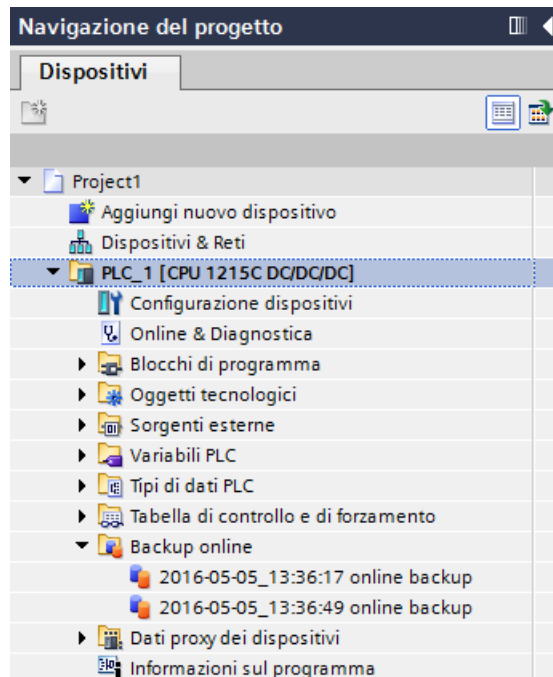 Navigazione del progetto
Dispositivi
Project1
Aggiungi nuovo dispositivo
Dispositivi & Reti
PLC_1 [CPU 1215C DC/DC/DC]
Configurazione dispositivi
Online & Diagnostica
Blocchi di programma
Oggetti tecnologici
Sorgenti esterne
Variabili PLC
Tipi di dati PLC
Tabella di controllo e di forzamento
Backup online
2016-05-05_13:36:17 online backup
2016-05-05_13:36:49 online backup
Dati proxy dei dispositivi
Informazioni sul programma